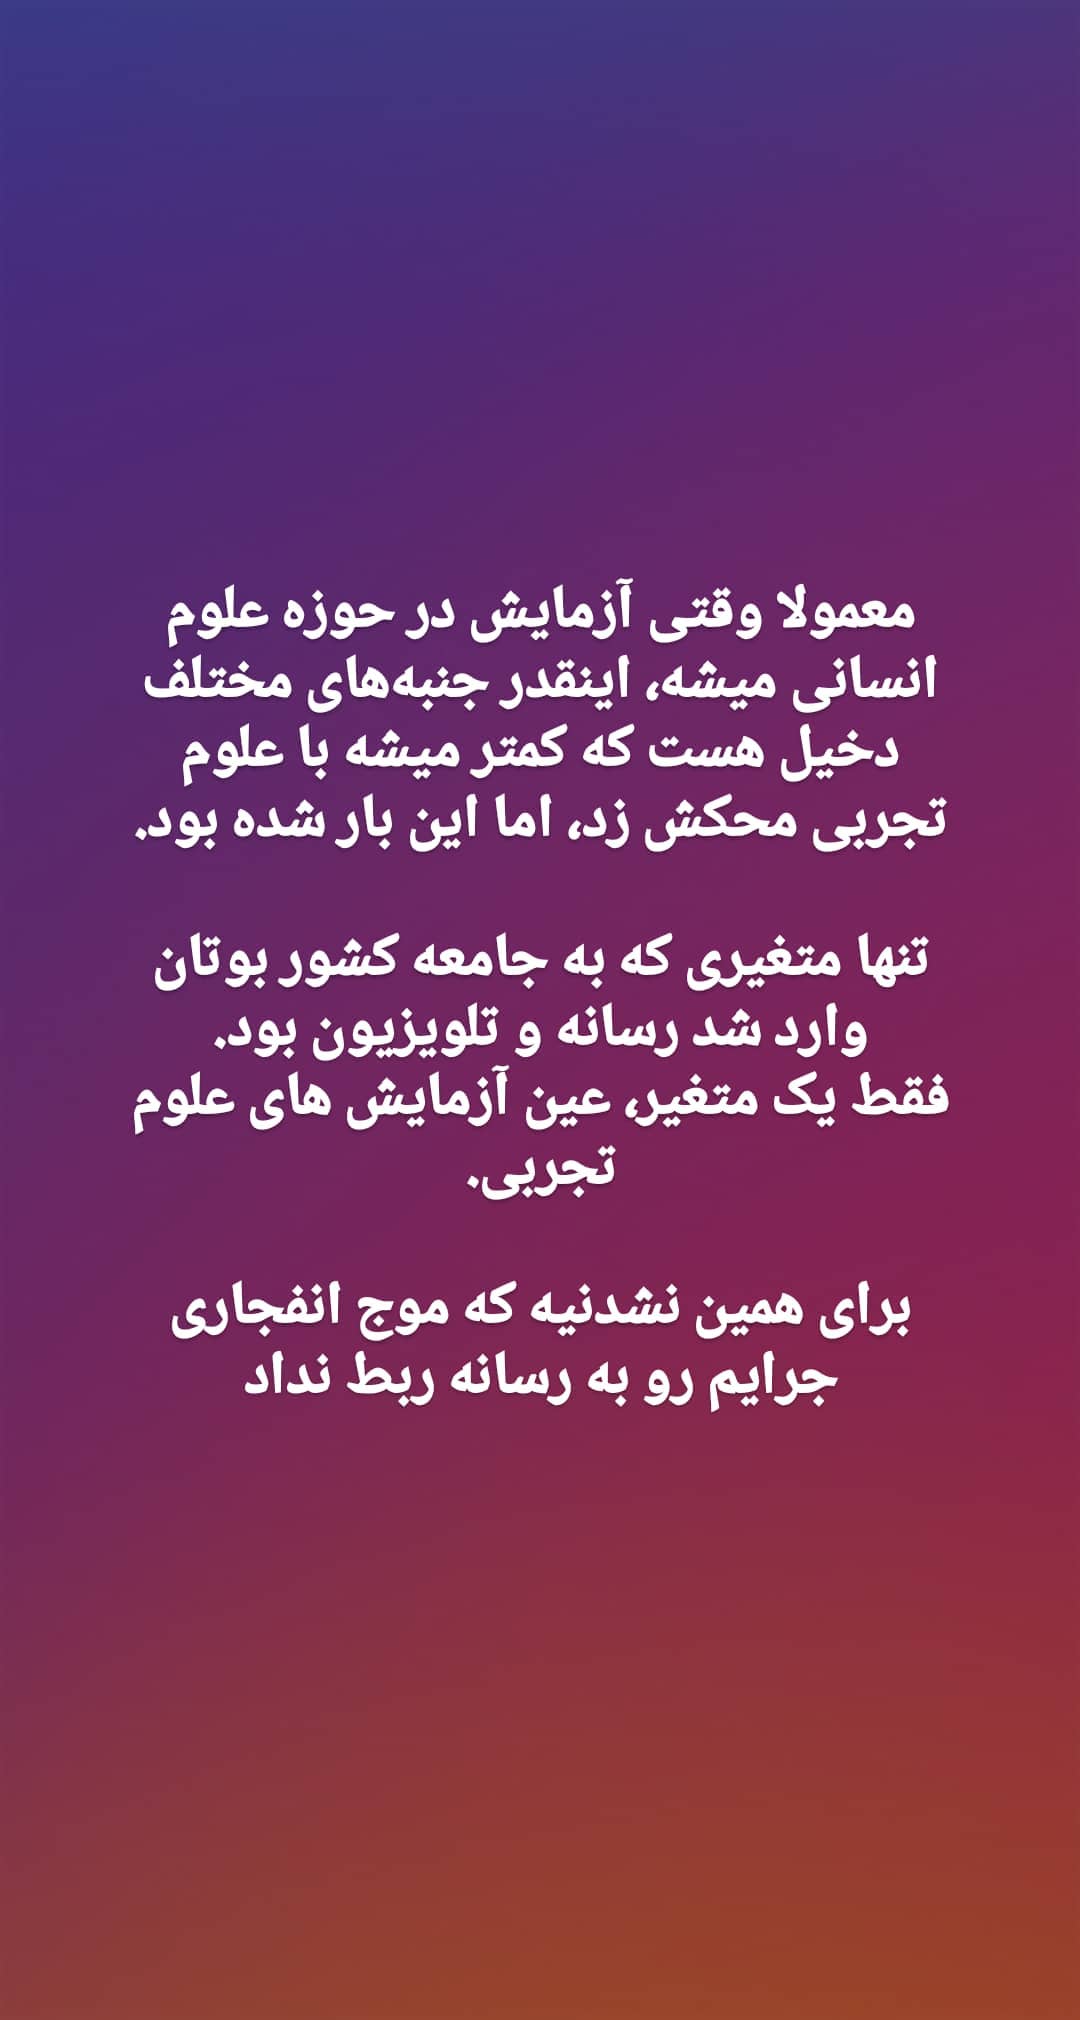 معمولا وقتی آزمایش در حوزه علوم
انسانی میشه، اینقدر جنبه‌های مختلف
دخیل هست که کمتر میشه با علوم
تجربی محکش زد، اما این بار شده بود.
تنها متغیری که به جامعه کشور بوتان
وارد شد رسانه و تلویزیون بود.
فقط یک متغیر، عین آزمایش های علوم
تجربی.
برای همین نشدنیه که موج انفجاری
جرایم رو به رسانه ربط نداد